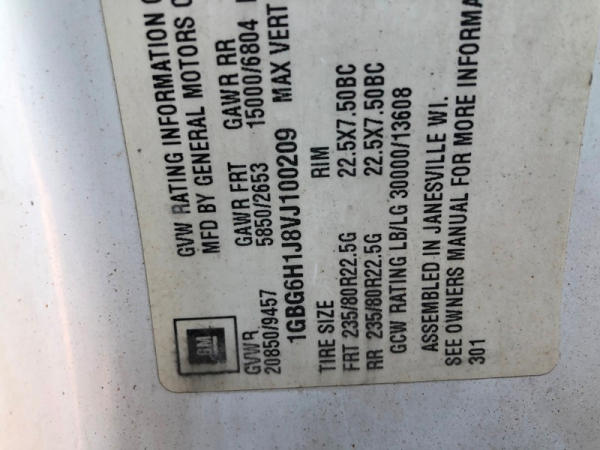 GVW RATING INFORMATION
MFD BY GENERAL MOTORS
GM
GVWR GAWR FRT GAWR RR
20850/9457 5850/2653 15000/6804
1GBG6H1J8VJ100209 MAX VERT
TIRE SIZE RIM
FRT 235/80R22.5G 22.5X7.50BC
RR 235/80R22.5G 22.5X7.50BC
GCW RATING LB/LG 30000/13608
ASSEMBLED IN JANESVILLE WI.
SEE OWNERS MANUAL FOR MORE INFORMA
301